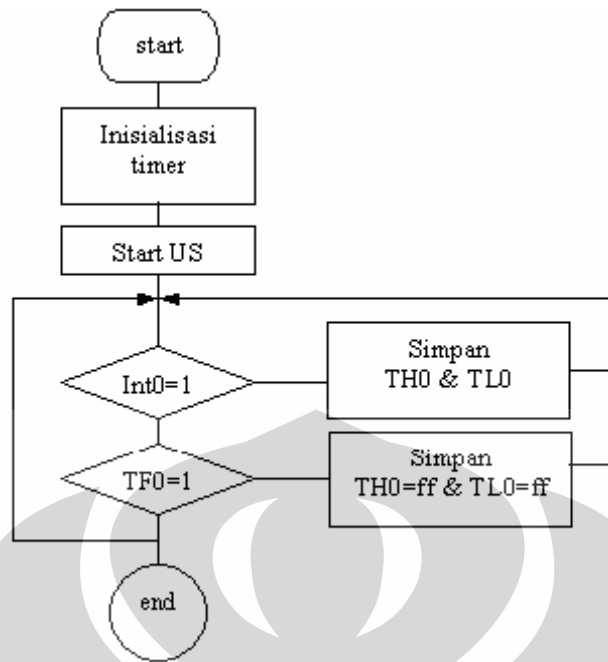 start
Inisialisasi
timer
Start US
Int0=1
Simpan
TH0 & TL0
TF0=1
Simpan
TH0=ff & TL0=ff
end